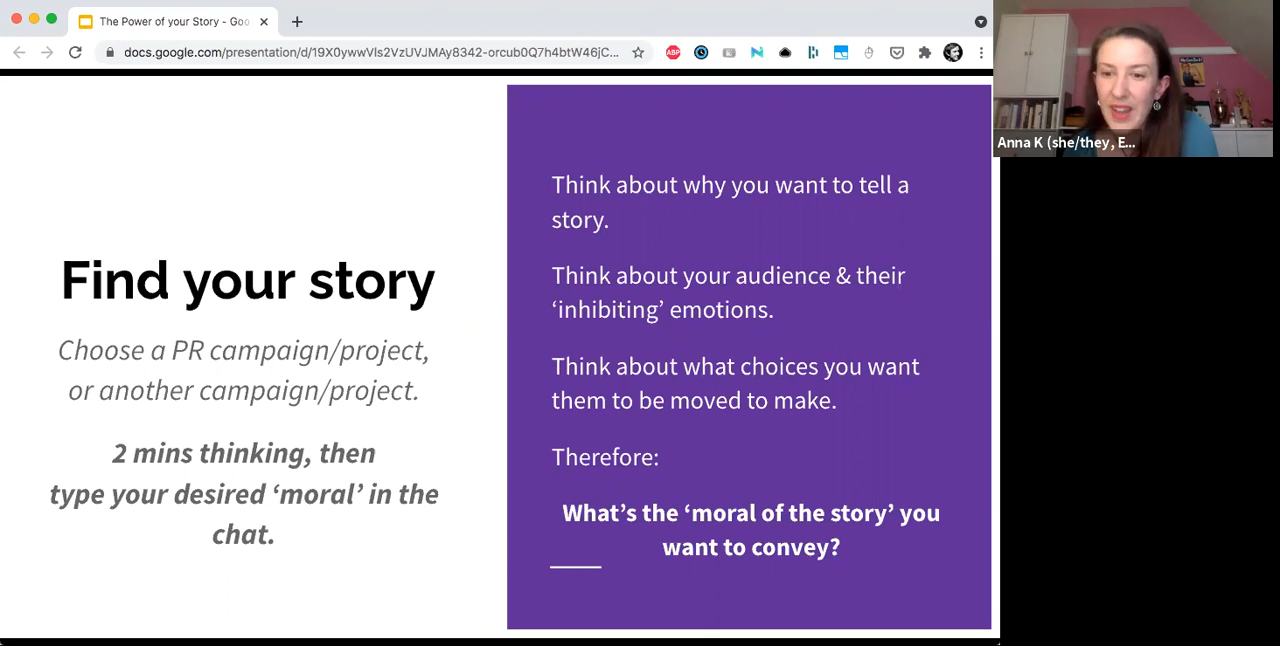 The Power of your Story - Goo
docs.google.com/presentation/d/19X0ywwVIs2VzUVJMAy8342-orcub0Q7h4btW46jC...
ABP
Anna K (she/they, E...
Find your story
Choose a PR campaign/project,
or another campaign/project.
2 mins thinking, then
type your desired ‘moral’ in the
chat.
Think about why you want to tell a
story.
Think about your audience & their
‘inhibiting’ emotions.
Think about what choices you want
them to be moved to make.
Therefore:
What’s the ‘moral of the story’ you
want to convey?